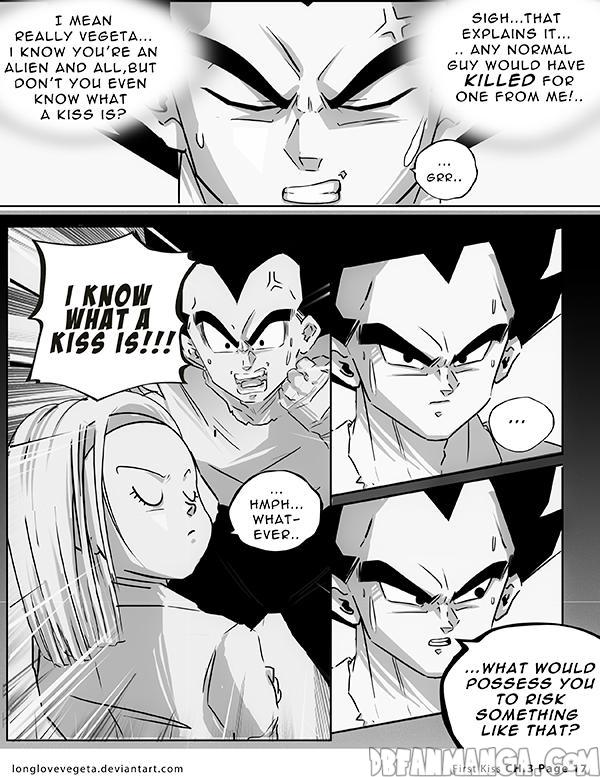 I MEAN
REALLY VEGETA...
I KNOW YOU'RE AN
ALIEN AND ALL,BUT
DON'T YOU EVEN
KNOW WHAT
A KISS IS?
SIGH...THAT
EXPLAINS IT...
.. ANY NORMAL
GUY WOULD HAVE
KILLED FOR
ONE FROM ME!..
...
GRR..
I KNOW
WHAT A
KISS IS!!!
...
...
HMPH...
WHAT-
EVER..
...WHAT WOULD
POSSESS YOU
TO RISK
SOMETHING
LIKE THAT?
longlovevegeta.deviantart.com
First Kiss CH.3 Page 17
DBFANMANGA.COM